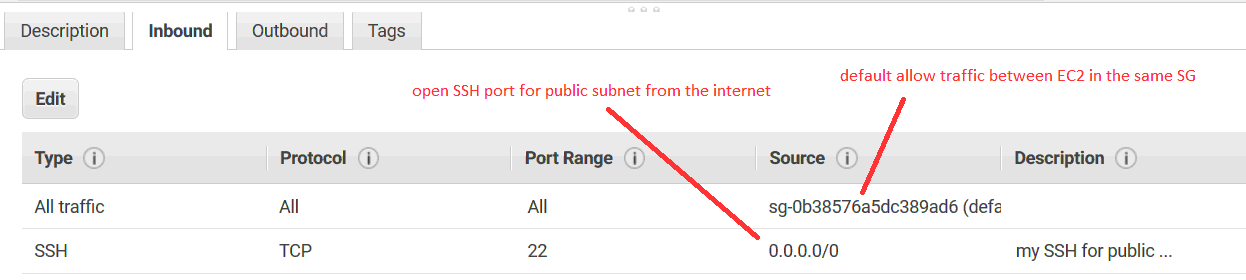 Description Inbound Outbound Tags
default allow traffic between EC2 in the same SG
Edit open SSH port for public subnet from the internet
Type Protocol Port Range Source Description
All traffic All All sg-0b38576a5dc389ad6 (defa
SSH TCP 22 0.0.0.0/0 my SSH for public ...